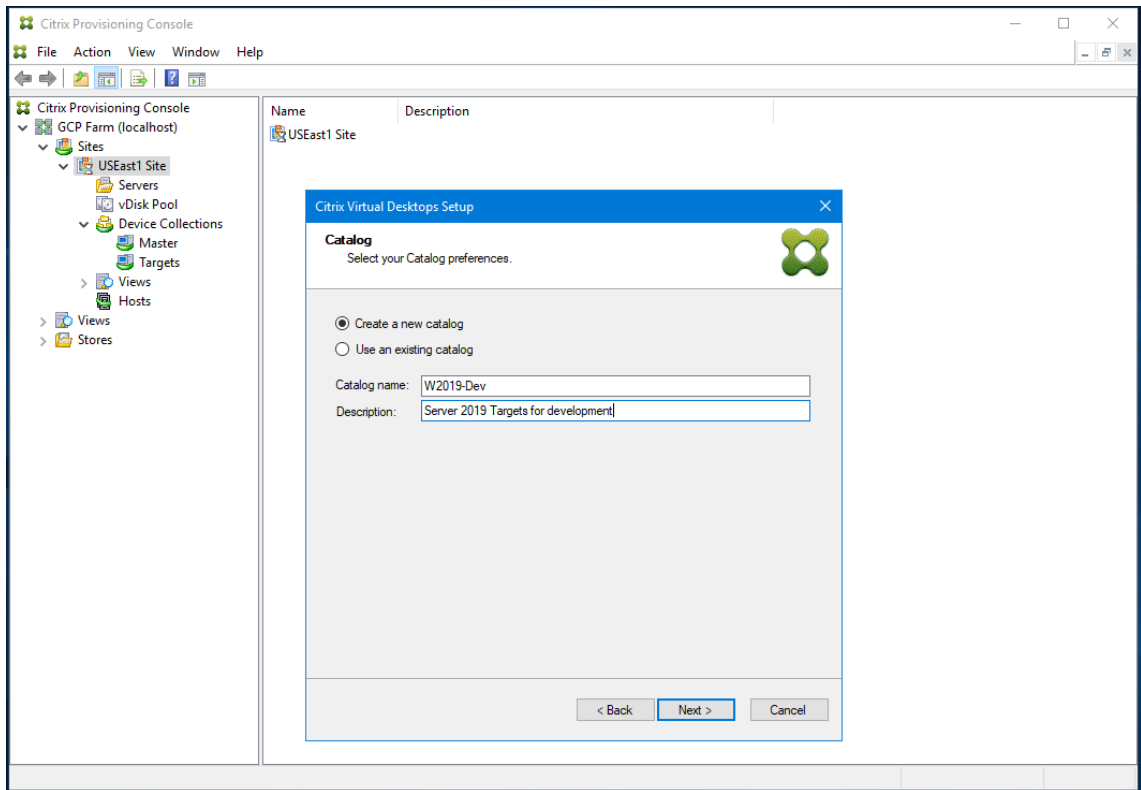 Citrix Provisioning Console
File Action View Window Help
Citrix Provisioning Console
GCP Farm (localhost)
Sites
USEast1 Site
Servers
vDisk Pool
Device Collections
Master
Targets
Views
Hosts
Views
Stores
Name Description
USEast1 Site
Citrix Virtual Desktops Setup
Catalog
Select your Catalog preferences.
Create a new catalog
Use an existing catalog
Catalog name: W2019-Dev
Description: Server 2019 Targets for development
< Back Next > Cancel